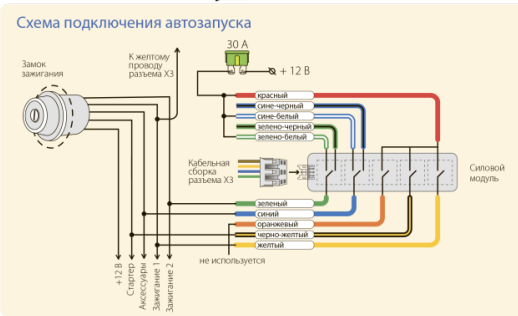 Схема подключения автозапуска
Замок
зажигания
К желтому
проводу
разъема X3
30 А
+ 12 В
красный
сине-черный
сине-белый
зелено-черный
зелено-белый
Кабельная
сборка
разъема X3
Силовой
модуль
зеленый
синий
оранжевый
черно-желтый
желтый
не используется
+12 В
Стартер
Аксессуары
Зажигание 1
Зажигание 2